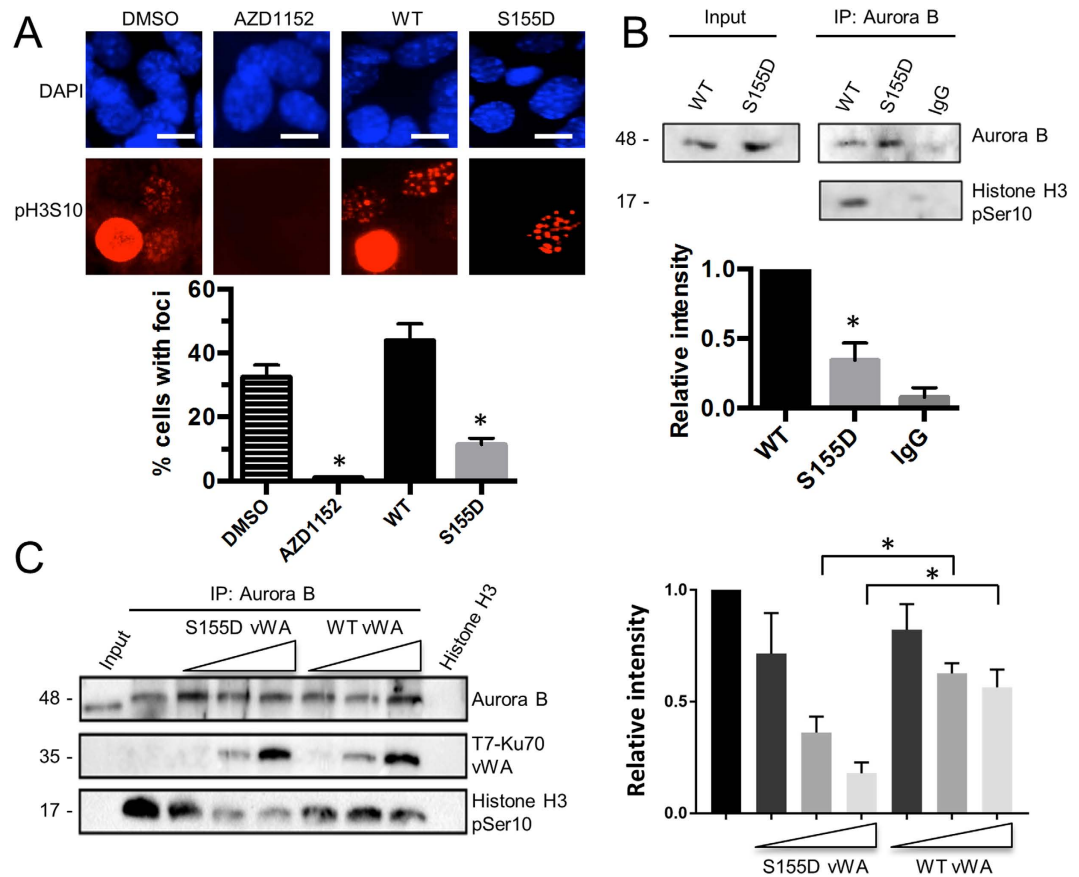 A
DMSO AZD1152 WT S155D
DAPI
pH3S10
% cells with foci
60
40
20
0
DMSO AZD1152 WT S155D
B
Input IP: Aurora B
WT S155D WT S155D IgG
48 - Aurora B
17 - Histone H3
pSer10
Relative intensity
1.0
0.5
0.0
*
WT S155D IgG
* *
C
IP: Aurora B
Input S155D vWA WT vWA Histone H3
48 - Aurora B
35 - T7-Ku70
vWA
17 - Histone H3
pSer10
Relative intensity
1.0
0.5
0.0
* *
S155D vWA WT vWA